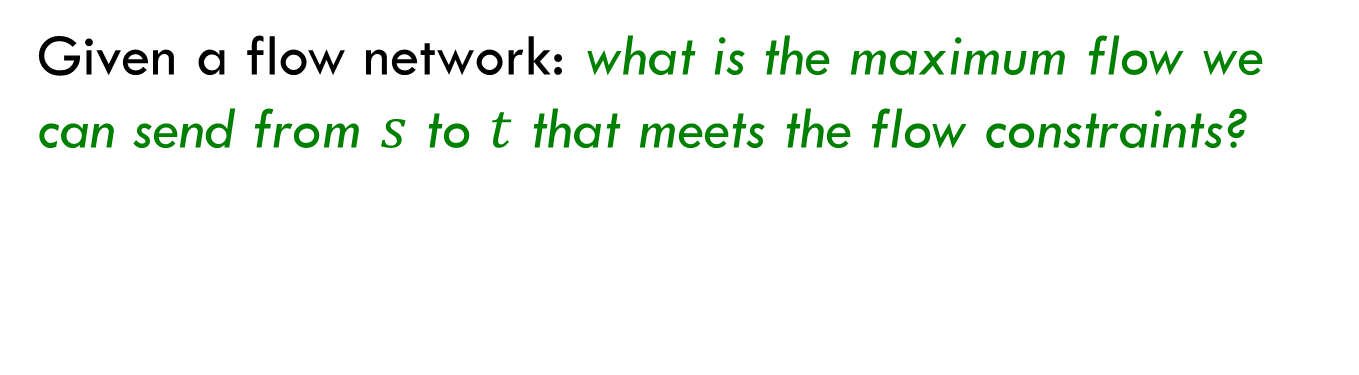 Given a flow network: what is the maximum flow we
can send from s to t that meets the flow constraints?